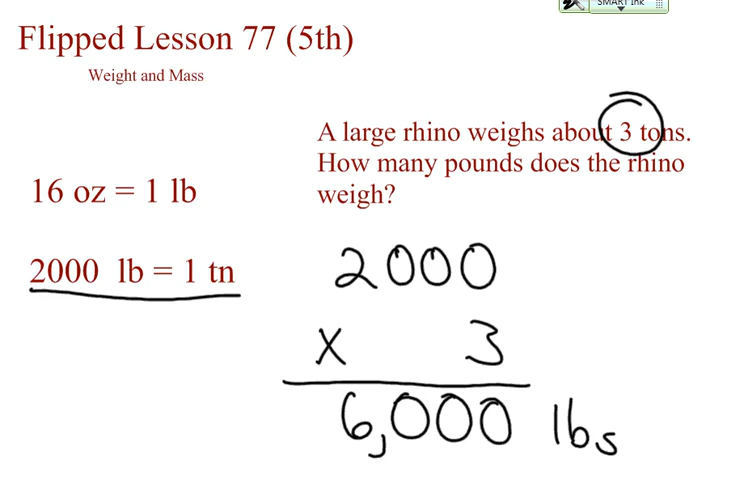 SMART Ink
Flipped Lesson 77 (5th)
Weight and Mass
A large rhino weighs about 3 tons.
How many pounds does the rhino
weigh?
16 oz = 1 lb
2000 lb = 1 tn
2000
x 3
6,000 lbs